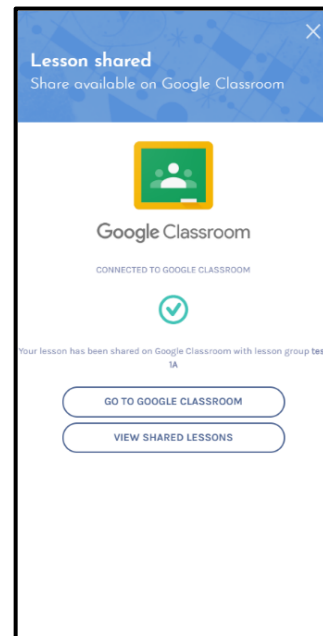 Lesson shared
Share available on Google Classroom
Google Classroom
CONNECTED TO GOOGLE CLASSROOM
Your lesson has been shared on Google Classroom with lesson group
1A
GO TO GOOGLE CLASSROOM
VIEW SHARED LESSONS